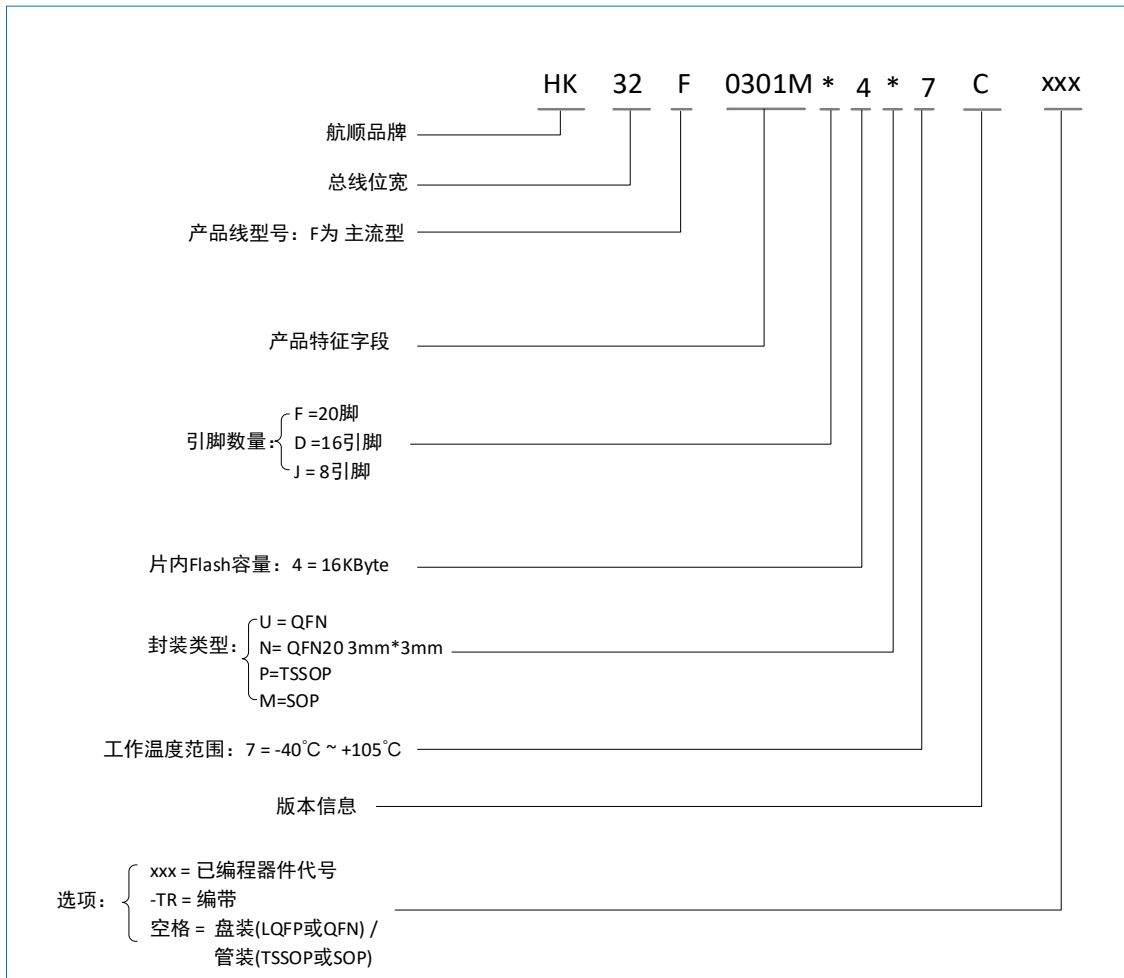 HK 32 F 0301M * 4 * 7 C xxx
航顺品牌
总线位宽
产品线型号：F为 主流型
产品特征字段
F =20脚
引脚数量：
D =16引脚
J = 8引脚
片内Flash容量：4 = 16KByte
U = QFN
封装类型：
N= QFN20 3mm*3mm
P=TSSOP
M=SOP
工作温度范围：7 = -40℃ ~ +105℃
版本信息
xxx = 已编程器件代号
选项：
-TR = 编带
空格 = 盘装(LQFP或QFN) /
管装(TSSOP或SOP)